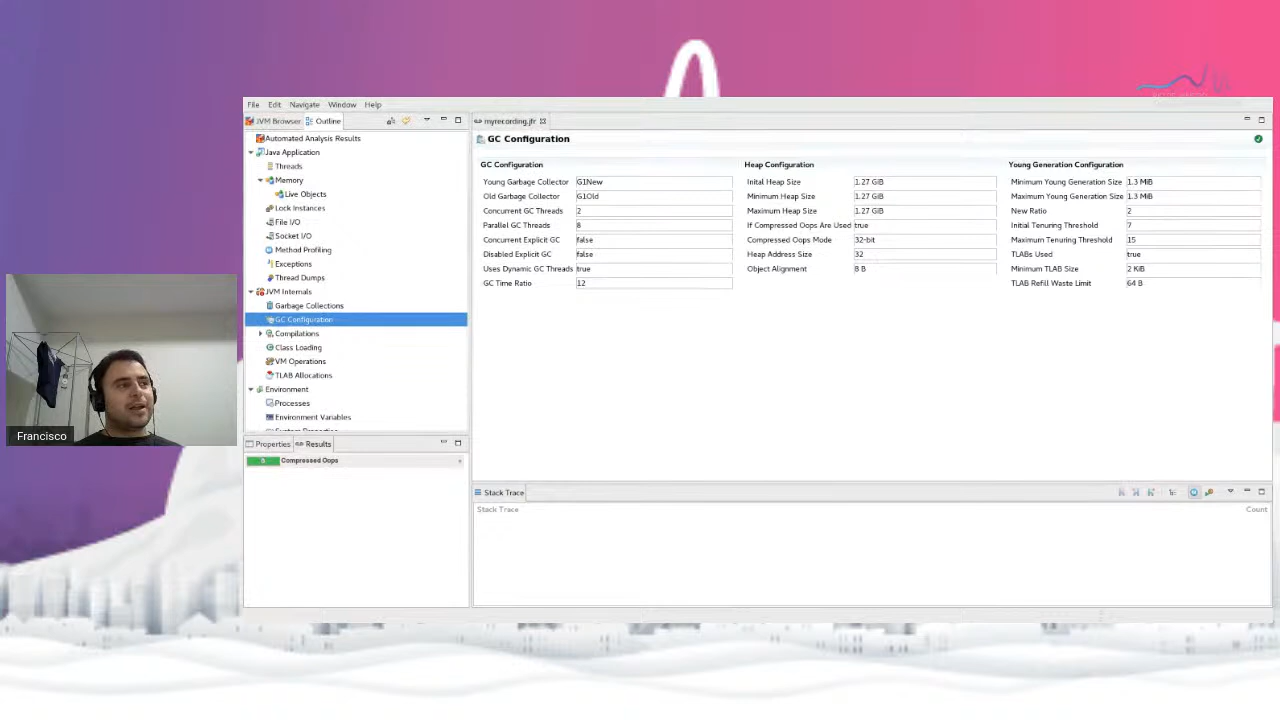 File Edit Navigate Window Help
JVM Browser Outline
Automated Analysis Results
Java Application
Threads
Memory
Live Objects
Lock Instances
File I/O
Socket I/O
Method Profiling
Exceptions
Thread Dumps
JVM Internals
Garbage Collections
GC Configuration
Compilations
Class Loading
VM Operations
TLAB Allocations
Environment
Processes
Environment Variables
Properties Results
Compressed Oops
myrecording.jfr
GC Configuration
GC Configuration
Young Garbage Collector G1New
Old Garbage Collector G1Old
Concurrent GC Threads 2
Parallel GC Threads 8
Concurrent Explicit GC false
Disabled Explicit GC false
Uses Dynamic GC Threads true
GC Time Ratio 12
Heap Configuration
Inital Heap Size 1.27 GiB
Minimum Heap Size 1.27 GiB
Maximum Heap Size 1.27 GiB
If Compressed Oops Are Used true
Compressed Oops Mode 32-bit
Heap Address Size 32
Object Alignment 8 B
Young Generation Configuration
Minimum Young Generation Size 1.3 MiB
Maximum Young Generation Size 1.3 MiB
New Ratio 2
Initial Tenuring Threshold 7
Maximum Tenuring Threshold 15
TLABs Used true
Minimum TLAB Size 2 KiB
TLAB Refill Waste Limit 64 B
Stack Trace
Stack Trace Count
Francisco